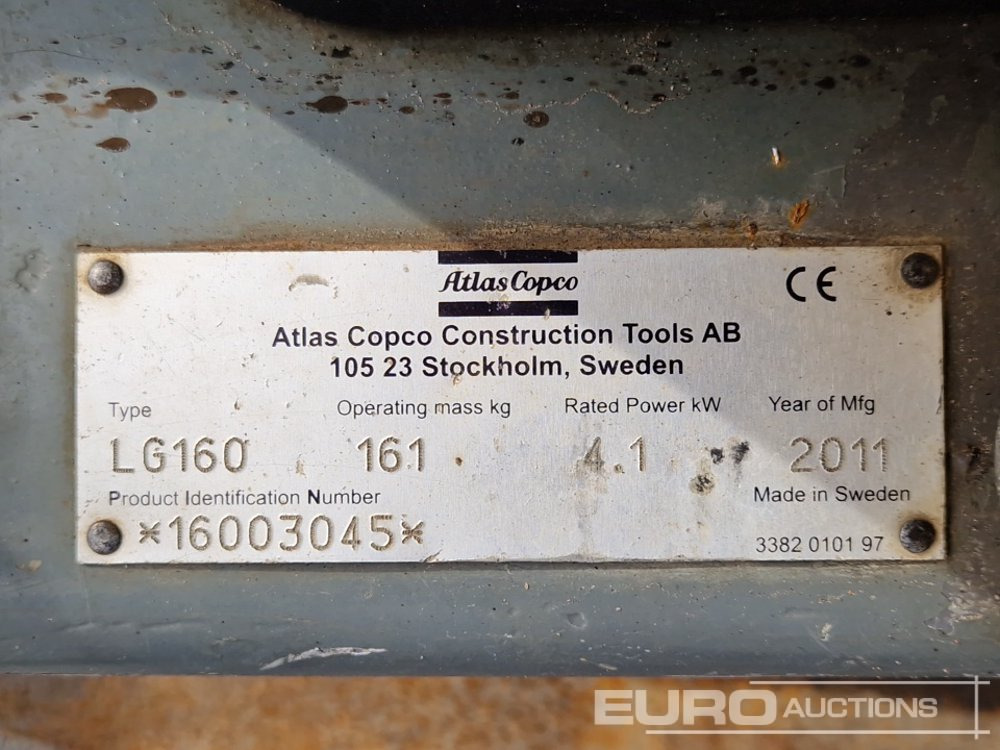 Atlas Copco
CE
Atlas Copco Construction Tools AB
105 23 Stockholm, Sweden
Type Operating mass kg Rated Power kW Year of Mfg
LG160 161 4.1 2011
Product Identification Number Made in Sweden
*16003045* 3382 0101 97
EURO AUCTIONS